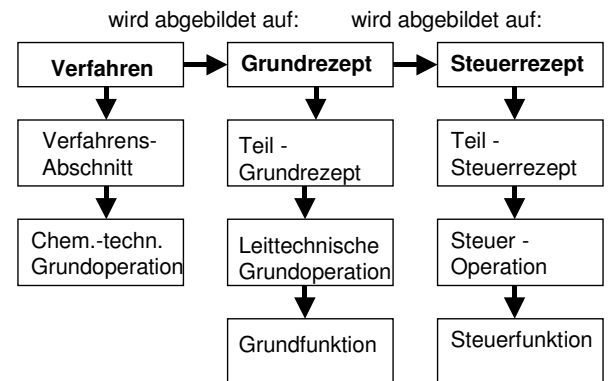 wird abgebildet auf: wird abgebildet auf:
Verfahren Grundrezept Steuerrezept
Verfahrens-
Abschnitt
Teil -
Grundrezept
Teil -
Steuerrezept
Chem.-techn.
Grundoperation
Leittechnische
Grundoperation
Steuer -
Operation
Grundfunktion
Steuerfunktion